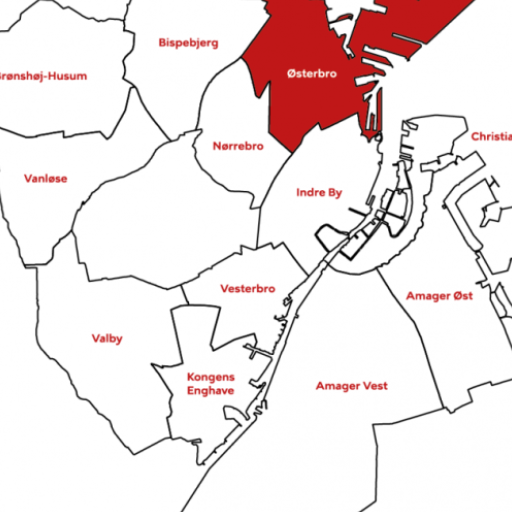 Bispebjerg
Brønshøj-Husum
Østerbro
Nørrebro
Christia
Vanløse
Indre By
Vesterbro
Amager Øst
Valby
Kongens
Enghave
Amager Vest